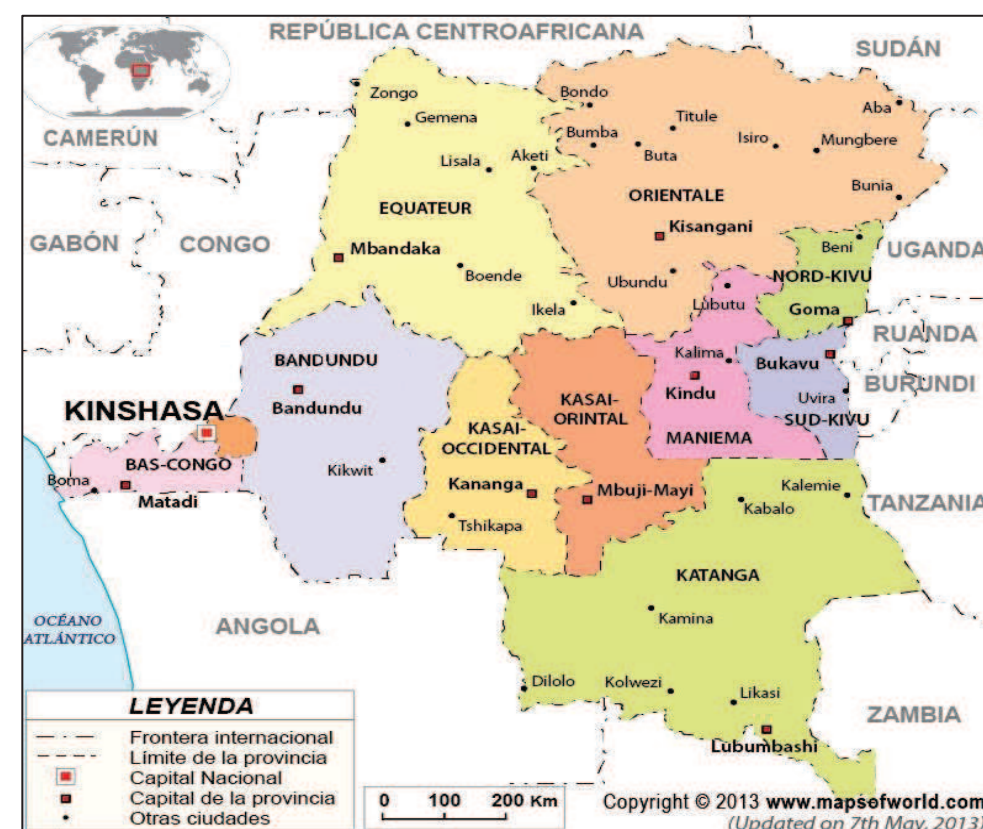 REPÚBLICA CENTROAFRICANA
SUDÁN
CAMERÚN
Zongo
Gemena
Bondo
Aba
Titule
Bumba
Isiro
Mungbere
Lisala
Aketi
Buta
Bunia
EQUATEUR
ORIENTALE
GABÓN
CONGO
Mbandaka
Kisangani
Beni
UGANDA
Boende
Ubundu
NORD-KIVU
Ikela
Lubutu
Goma
RUANDA
BANDUNDU
Kalima
Bukavu
Bandundu
KASAI-
ORINTAL
Kindu
Uvira
BURUNDI
KINSHASA
KASAI-
OCCIDENTAL
MANIEMA
SUD-KIVU
BAS-CONGO
Kikwit
Boma
Matadi
Kananga
Mbuji-Mayi
Kalemie
Kabalo
TANZANIA
Tshikapa
KATANGA
OCÉANO
ATLÁNTICO
ANGOLA
Kamina
Dilolo
Kolwezi
Likasi
ZAMBIA
Lubumbashi
LEYENDA
Frontera internacional
Límite de la provincia
Capital Nacional
Capital de la provincia
Otras ciudades
0 100 200 Km
Copyright © 2013 www.mapsofworld.com
(Updated on 7th May, 2013)